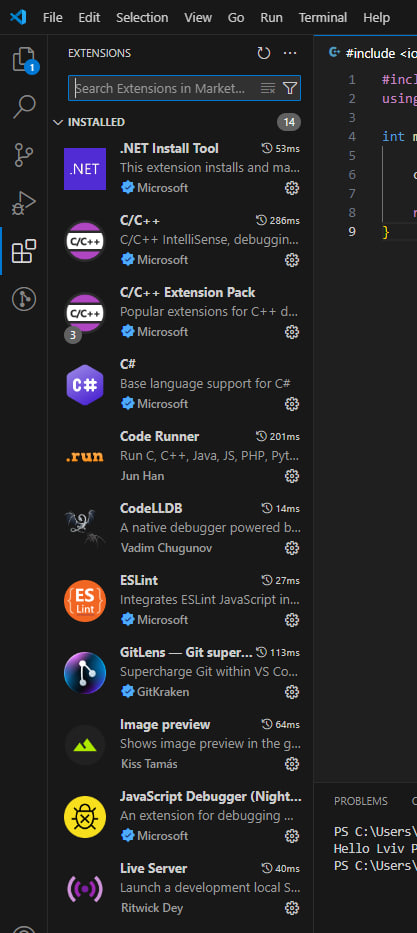 File Edit Selection View Go Run Terminal Help
1
EXTENSIONS
#include <io
Search Extensions in Market...
INSTALLED
14
.NET
.NET Install Tool 53ms
This extension installs and ma...
Microsoft
C/C++
C/C++ 286ms
C/C++ IntelliSense, debuggin...
Microsoft
C/C++
3
C/C++ Extension Pack
Popular extensions for C++ d...
Microsoft
C#
C#
Base language support for C#
Microsoft
.run
Code Runner 201ms
Run C, C++, Java, JS, PHP, Pyt...
Jun Han
CodeLLDB 14ms
A native debugger powered b...
Vadim Chugunov
ES
Lint
ESLint 27ms
Integrates ESLint JavaScript in...
Microsoft
GitLens — Git super... 113ms
Supercharge Git within VS Co...
GitKraken
Image preview 64ms
Shows image preview in the g...
Kiss Tamás
JavaScript Debugger (Night...
An extension for debugging ...
Microsoft
Live Server 40ms
Launch a development local S...
Ritwick Dey
1 #incl
2 using
3
4 int m
5
6 c
7
8 r
9 }
PROBLEMS
PS C:\Users\
Hello Lviv P
PS C:\Users\